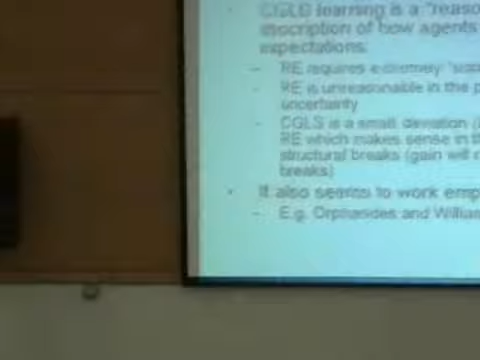 CGLS learning is a "reaso
description of how agents
expectations:
– RE requires extremely
– RE is unreasonable in the p
uncertainty
– CGLS is a small deviation
RE which makes sense in th
structural breaks (gain will
breaks)
• It also seems to work emp
– E.g. Orphanides and William